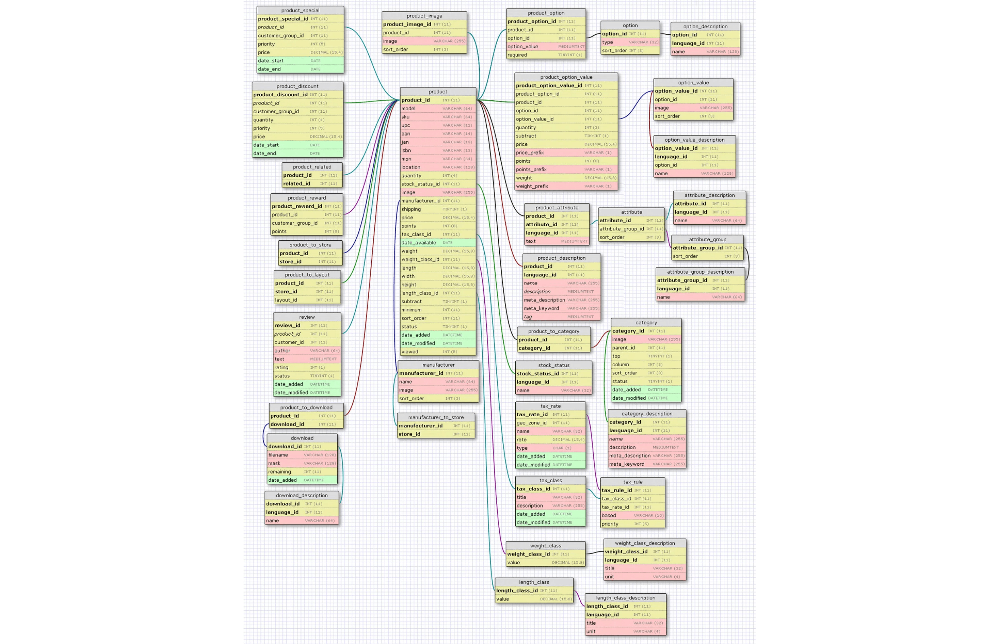 product_special
product_special_id INT (11)
product_id INT (11)
customer_group_id INT (11)
priority INT (5)
price DECIMAL (15,4)
date_start DATE
date_end DATE
product_discount
product_discount_id INT (11)
product_id INT (11)
customer_group_id INT (11)
quantity INT (4)
priority INT (5)
price DECIMAL (15,4)
date_start DATE
date_end DATE
product_related
product_id INT (11)
related_id INT (11)
product_reward
product_reward_id INT (11)
product_id INT (11)
customer_group_id INT (11)
points INT (8)
product_to_store
product_id INT (11)
store_id INT (11)
product_to_layout
product_id INT (11)
store_id INT (11)
layout_id INT (11)
review
review_id INT (11)
product_id INT (11)
customer_id INT (11)
author VARCHAR (64)
text MEDIUMTEXT
rating INT (1)
status TINYINT (1)
date_added DATETIME
date_modified DATETIME
product_to_download
product_id INT (11)
download_id INT (11)
download
download_id INT (11)
filename VARCHAR (128)
mask VARCHAR (128)
remaining INT (11)
date_added DATETIME
download_description
download_id INT (11)
language_id INT (11)
name VARCHAR (64)
product_image
product_image_id INT (11)
product_id INT (11)
image VARCHAR (255)
sort_order INT (3)
product
product_id INT (11)
model VARCHAR (64)
sku VARCHAR (64)
upc VARCHAR (12)
ean VARCHAR (14)
jan VARCHAR (13)
isbn VARCHAR (13)
mpn VARCHAR (64)
location VARCHAR (128)
quantity INT (4)
stock_status_id INT (11)
image VARCHAR (255)
manufacturer_id INT (11)
shipping TINYINT (1)
price DECIMAL (15,4)
points INT (8)
tax_class_id INT (11)
date_available DATE
weight DECIMAL (15,8)
weight_class_id INT (11)
length DECIMAL (15,8)
width DECIMAL (15,8)
height DECIMAL (15,8)
length_class_id INT (11)
subtract TINYINT (1)
minimum INT (11)
sort_order INT (11)
status TINYINT (1)
date_added DATETIME
date_modified DATETIME
viewed INT (5)
manufacturer
manufacturer_id INT (11)
name VARCHAR (64)
image VARCHAR (255)
sort_order INT (3)
manufacturer_to_store
manufacturer_id INT (11)
store_id INT (11)
product_option
product_option_id INT (11)
product_id INT (11)
option_id INT (11)
option_value MEDIUMTEXT
required TINYINT (1)
option
option_id INT (11)
type VARCHAR (32)
sort_order INT (3)
option_description
option_id INT (11)
language_id INT (11)
name VARCHAR (128)
product_option_value
product_option_value_id INT (11)
product_option_id INT (11)
product_id INT (11)
option_id INT (11)
option_value_id INT (11)
quantity INT (3)
subtract TINYINT (1)
price DECIMAL (15,4)
price_prefix VARCHAR (1)
points INT (8)
points_prefix VARCHAR (1)
weight DECIMAL (15,8)
weight_prefix VARCHAR (1)
option_value
option_value_id INT (11)
option_id INT (11)
image VARCHAR (255)
sort_order INT (3)
option_value_description
option_value_id INT (11)
language_id INT (11)
option_id INT (11)
name VARCHAR (128)
product_attribute
product_id INT (11)
attribute_id INT (11)
language_id INT (11)
text MEDIUMTEXT
attribute
attribute_id INT (11)
attribute_group_id INT (11)
sort_order INT (3)
attribute_description
attribute_id INT (11)
language_id INT (11)
name VARCHAR (64)
attribute_group
attribute_group_id INT (11)
sort_order INT (3)
attribute_group_description
attribute_group_id INT (11)
language_id INT (11)
name VARCHAR (64)
product_description
product_id INT (11)
language_id INT (11)
name VARCHAR (255)
description MEDIUMTEXT
meta_description VARCHAR (255)
meta_keyword VARCHAR (255)
tag MEDIUMTEXT
product_to_category
product_id INT (11)
category_id INT (11)
category
category_id INT (11)
image VARCHAR (255)
parent_id INT (11)
top TINYINT (1)
column INT (3)
sort_order INT (3)
status TINYINT (1)
date_added DATETIME
date_modified DATETIME
stock_status
stock_status_id INT (11)
language_id INT (11)
name VARCHAR (32)
tax_rate
tax_rate_id INT (11)
geo_zone_id INT (11)
name VARCHAR (32)
rate DECIMAL (15,4)
type CHAR (1)
date_added DATETIME
date_modified DATETIME
category_description
category_id INT (11)
language_id INT (11)
name VARCHAR (255)
description MEDIUMTEXT
meta_description VARCHAR (255)
meta_keyword VARCHAR (255)
tax_class
tax_class_id INT (11)
title VARCHAR (32)
description VARCHAR (255)
date_added DATETIME
date_modified DATETIME
tax_rule
tax_rule_id INT (11)
tax_class_id INT (11)
tax_rate_id INT (11)
based VARCHAR (10)
priority INT (5)
weight_class
weight_class_id INT (11)
value DECIMAL (15,8)
weight_class_description
weight_class_id INT (11)
language_id INT (11)
title VARCHAR (32)
unit VARCHAR (4)
length_class
length_class_id INT (11)
value DECIMAL (15,8)
length_class_description
length_class_id INT (11)
language_id INT (11)
title VARCHAR (32)
unit VARCHAR (4)